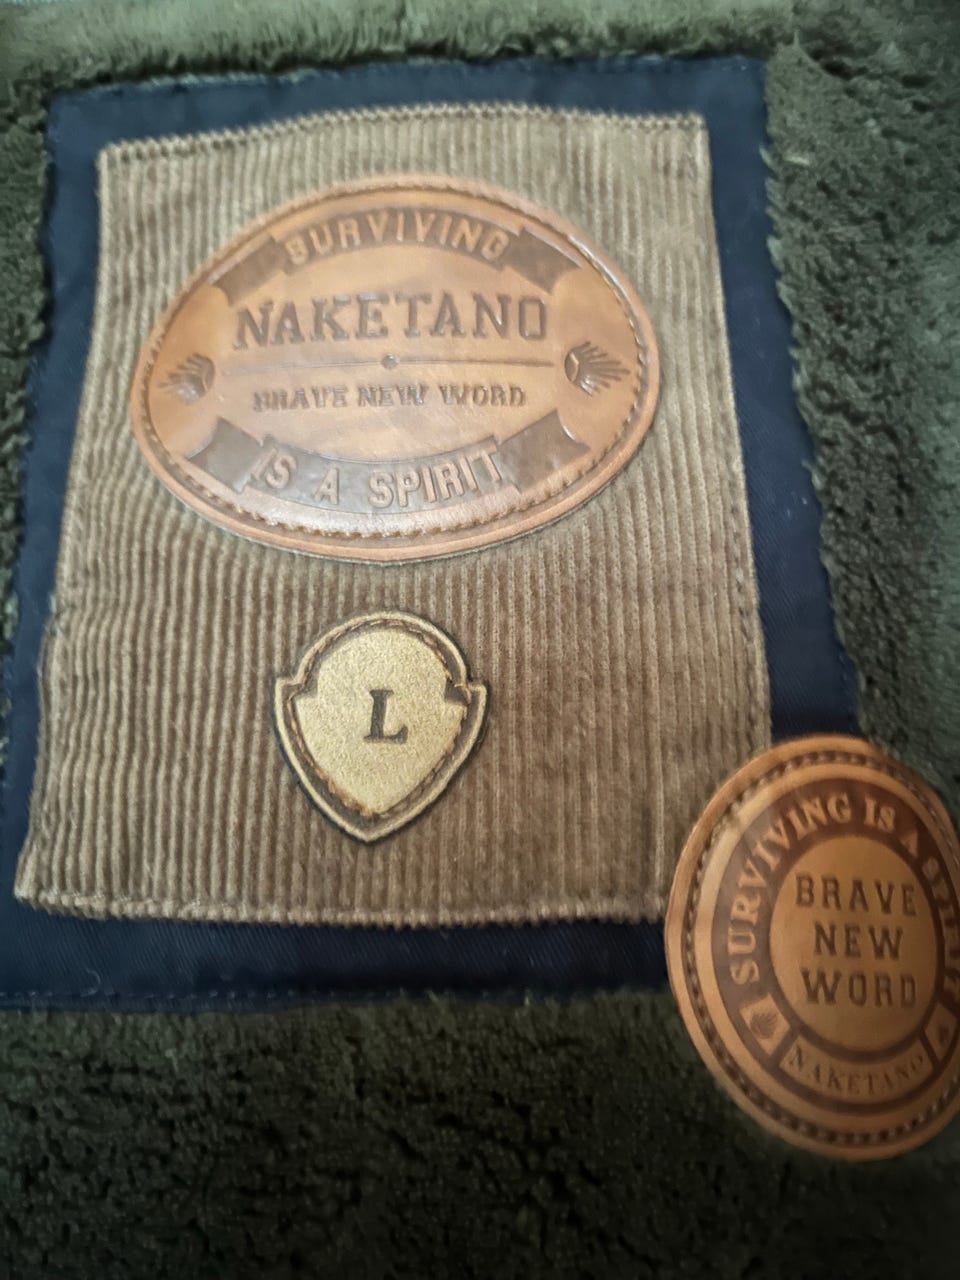 SURVIVING
NAKETANO
BRAVE NEW WORD
IS A SPIRIT
L
SURVIVING IS A SPIRIT
BRAVE
NEW
WORD
NAKETANO